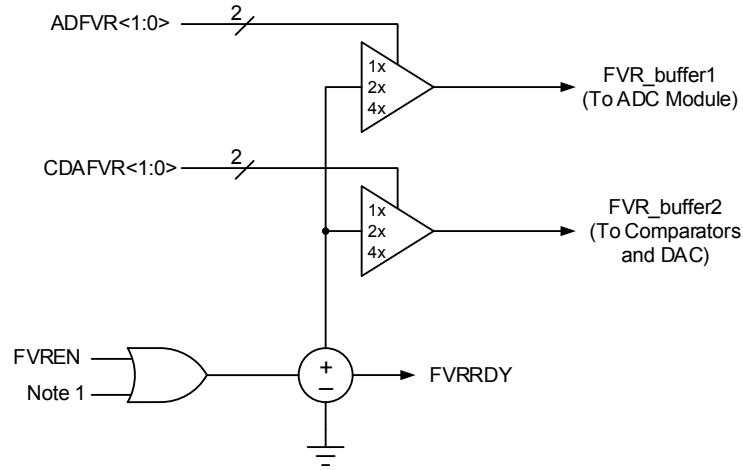 ADFVR<1:0>
2
1x
2x
4x
FVR_buffer1
(To ADC Module)
CDAFVR<1:0>
2
1x
2x
4x
FVR_buffer2
(To Comparators
and DAC)
FVREN
Note 1
+
–
FVRRDY